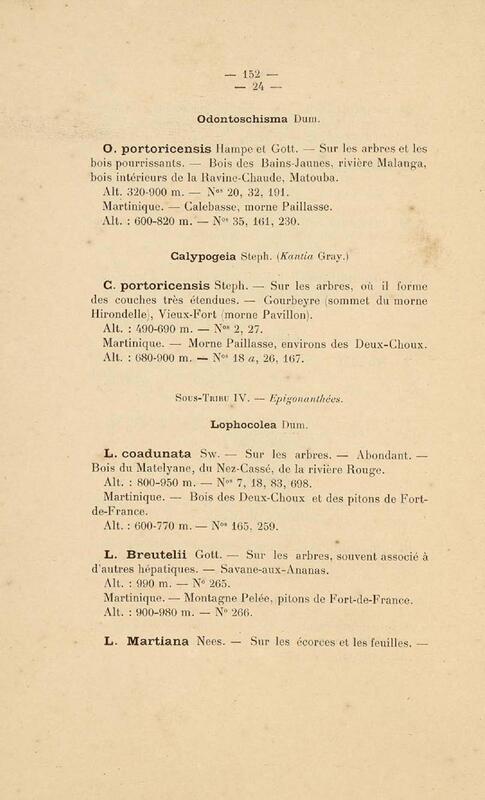 — 152 —
— 24 —
Odontoschisma Dum.
O. portoricensis Hampe et Gott. — Sur les arbres et les
bois pourrissants. — Bois des Bains-Jaunes, rivière Malanga,
bois intérieurs de la Ravine-Chaude, Matouba.
Alt. 320-900 m. — Nos 20, 32, 191.
Martinique. — Calebasse, morne Paillasse.
Alt. : 600-820 m. — Nos 35, 161, 230.
Calypogeia Steph. (Kantia Gray.)
C. portoricensis Steph. — Sur les arbres, où il forme
des couches très étendues. — Gourbeyre (sommet du morne
Hirondelle), Vieux-Fort (morne Pavillon).
Alt. : 490-690 m. — Nos 2, 27.
Martinique. — Morne Paillasse, environs des Deux-Choux.
Alt. : 680-900 m. — Nos 18 a, 26, 167.
Sous-Tribu IV. — Epigonanthées.
Lophocolea Dum.
L. coadunata Sw. — Sur les arbres. — Abondant. —
Bois du Matelyane, du Nez-Cassé, de la rivière Rouge.
Alt. : 800-950 m. — Nos 7, 18, 83, 698.
Martinique. — Bois des Deux-Choux et des pitons de Fort-
de-France.
Alt. : 600-770 m. — Nos 165, 259.
L. Breutelii Gott. — Sur les arbres, souvent associé à
d'autres hépatiques. — Savane-aux-Ananas.
Alt. : 990 m. — No 265.
Martinique. — Montagne Pelée, pitons de Fort-de-France.
Alt. : 900-980 m. — No 266.
L. Martiana Nees. — Sur les écorces et les feuilles. —